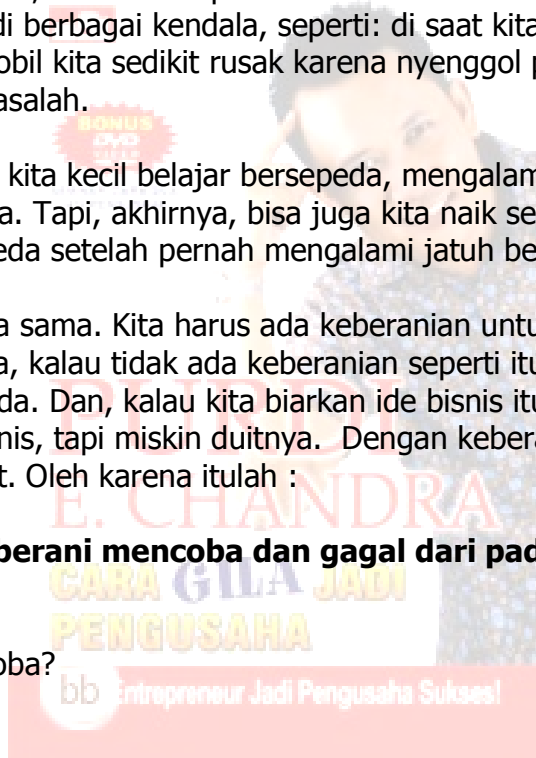 di berbagai kendala, seperti: di saat kita
obil kita sedikit rusak karena nyenggol p
asalah.
BONUS
DVD
kita kecil belajar bersepeda, mengalam
a. Tapi, akhirnya, bisa juga kita naik se
eda setelah pernah mengalami jatuh be
a sama. Kita harus ada keberanian untu
a, kalau tidak ada keberanian seperti itu
da. Dan, kalau kita biarkan ide bisnis itu
PURDI
nis, tapi miskin duitnya. Dengan kebera
t. Oleh karena itulah :
E. CHANDRA
berani mencoba dan gagal dari pad
CARA GILA JADI
PENGUSAHA
oba?
bb Entrepreneur Jadi Pengusaha Sukses!